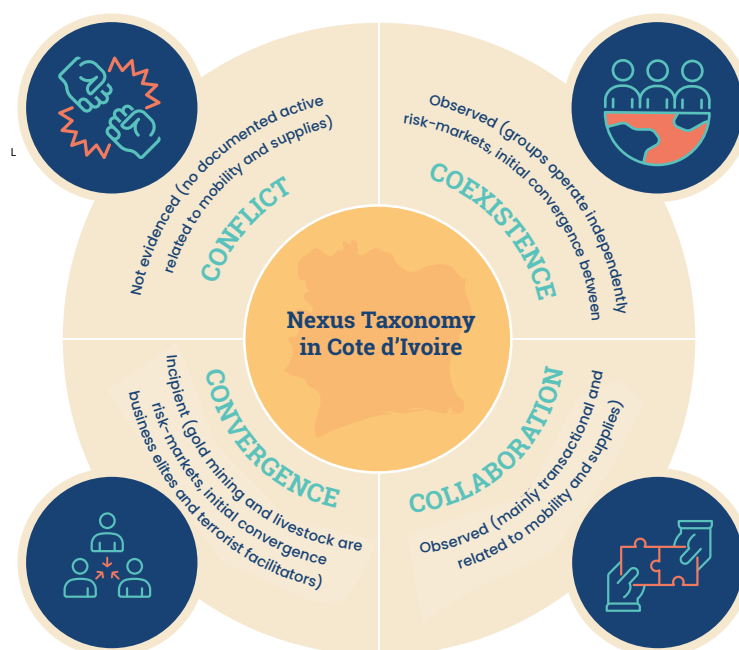 L
Not evidenced (no documented active
related to mobility and supplies)
CONFLICT
Observed (groups operate independently
risk-markets, initial convergence between
COEXISTENCE
Nexus Taxonomy
in Cote d'Ivoire
CONVERGENCE
Incipient (gold mining and livestock are
risk-markets, initial convergence
business elites and terrorist facilitators)
COLLABORATION
Observed (mainly transactional and
related to mobility and supplies)